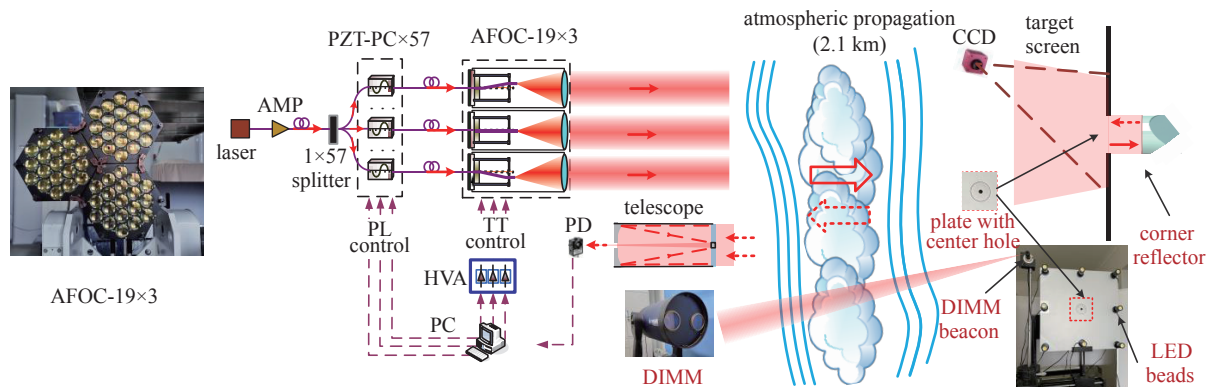 PZT-PC×57
AFOC-19×3
atmospheric propagation
(2.1 km)
CCD
target
screen
AMP
laser
1×57
splitter
PL
control
TT
control
PD
telescope
plate with
center hole
corner
reflector
AFOC-19×3
HVA
PC
DIMM
DIMM
beacon
LED
beads